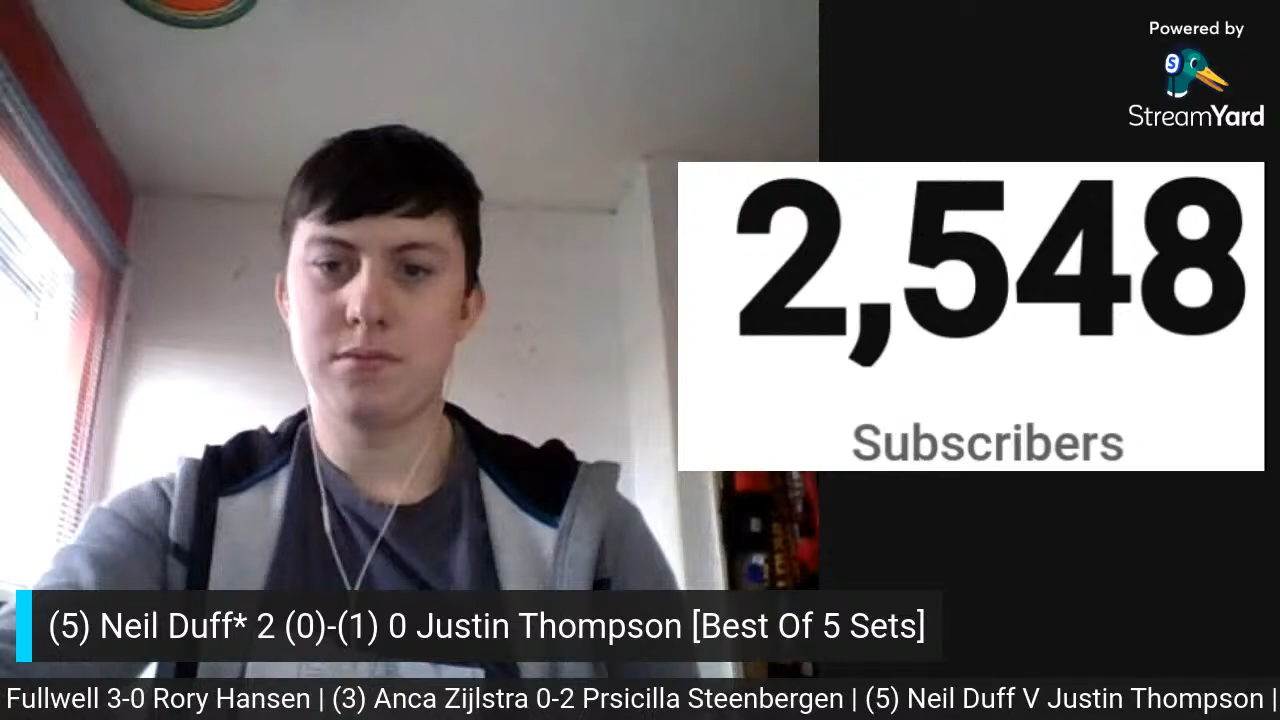 Powered by
S
StreamYard
2,548
Subscribers
(5) Neil Duff* 2 (0)-(1) 0 Justin Thompson [Best Of 5 Sets]
Fullwell 3-0 Rory Hansen | (3) Anca Zijlstra 0-2 Prsicilla Steenbergen | (5) Neil Duff V Justin Thompson |